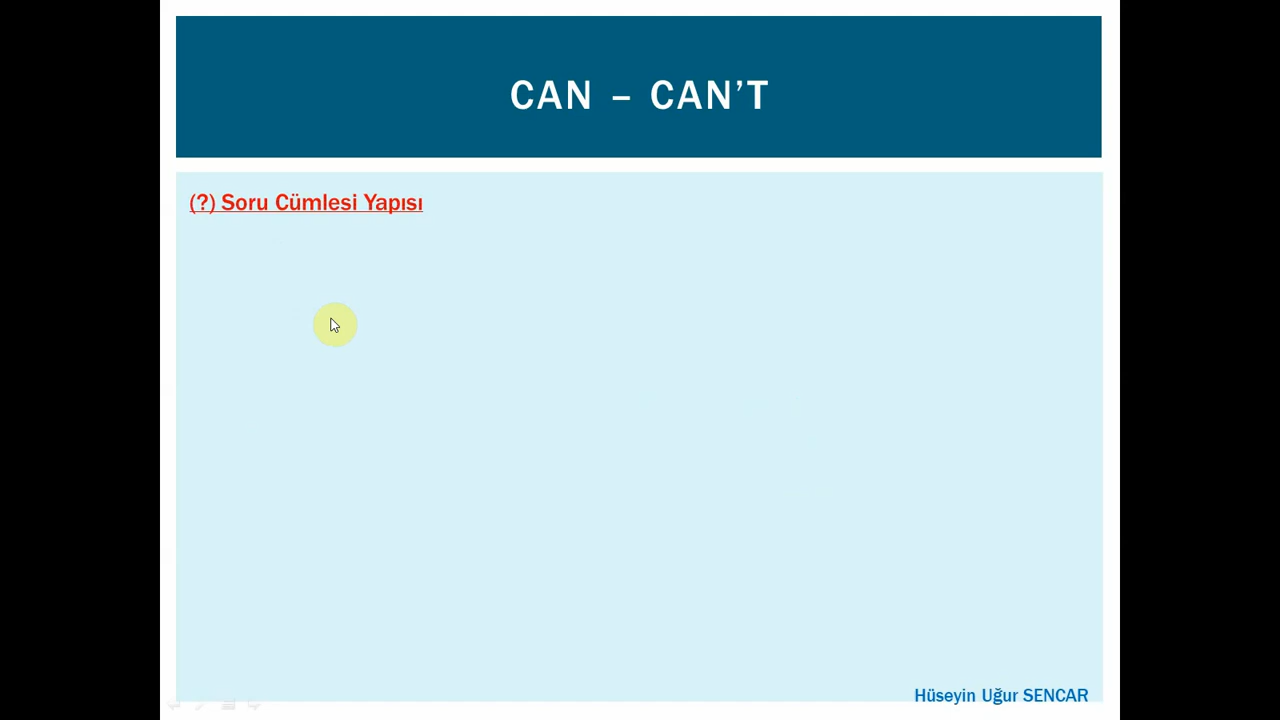 CAN – CAN’T
(?) Soru Cümlesi Yapısı
Hüseyin Uğur SENCAR